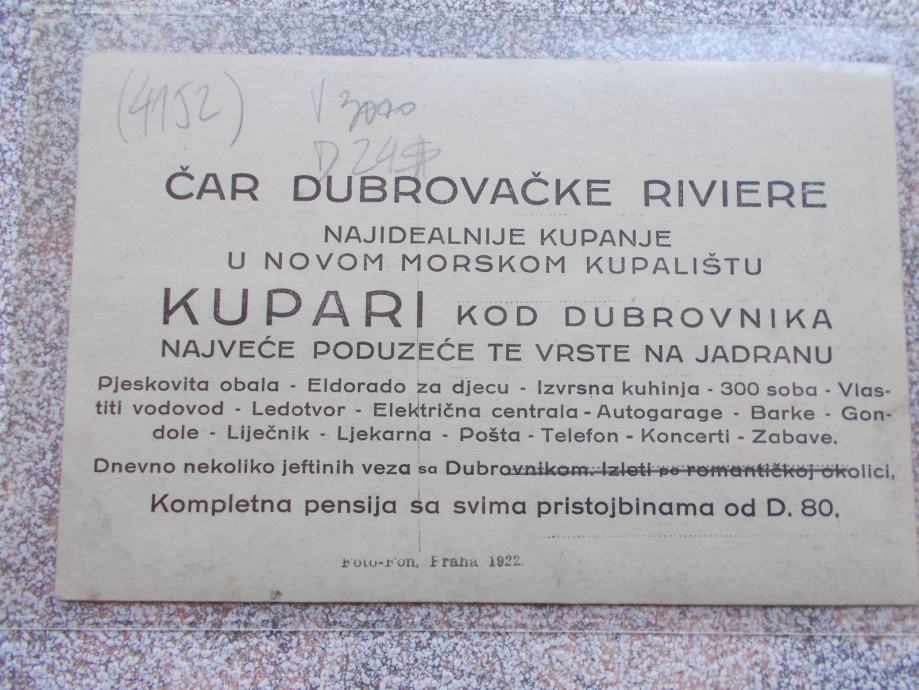 (4152)
ČAR DUBROVAČKE RIVIERE
NAJIDEALNIJE KUPANJE
U NOVOM MORSKOM KUPALIŠTU
KUPARI KOD DUBROVNIKA
NAJVEĆE PODUZEĆE TE VRSTE NA JADRANU
Pjeskovita obala - Eldorado za djecu - Izvrsna kuhinja - 300 soba - Vlas-
titi vodovod - Ledotvor - Električna centrala - Autogarage - Barke - Gon-
dole - Liječnik - Ljekarna - Pošta - Telefon - Koncerti - Zabave.
Dnevno nekoliko jeftinih veza sa Dubrovnikom. Izleti po romantičkoj okolici.
Kompletna pensija sa svima pristojbinama od D. 80.
Foto-Fon, Praha 1922.